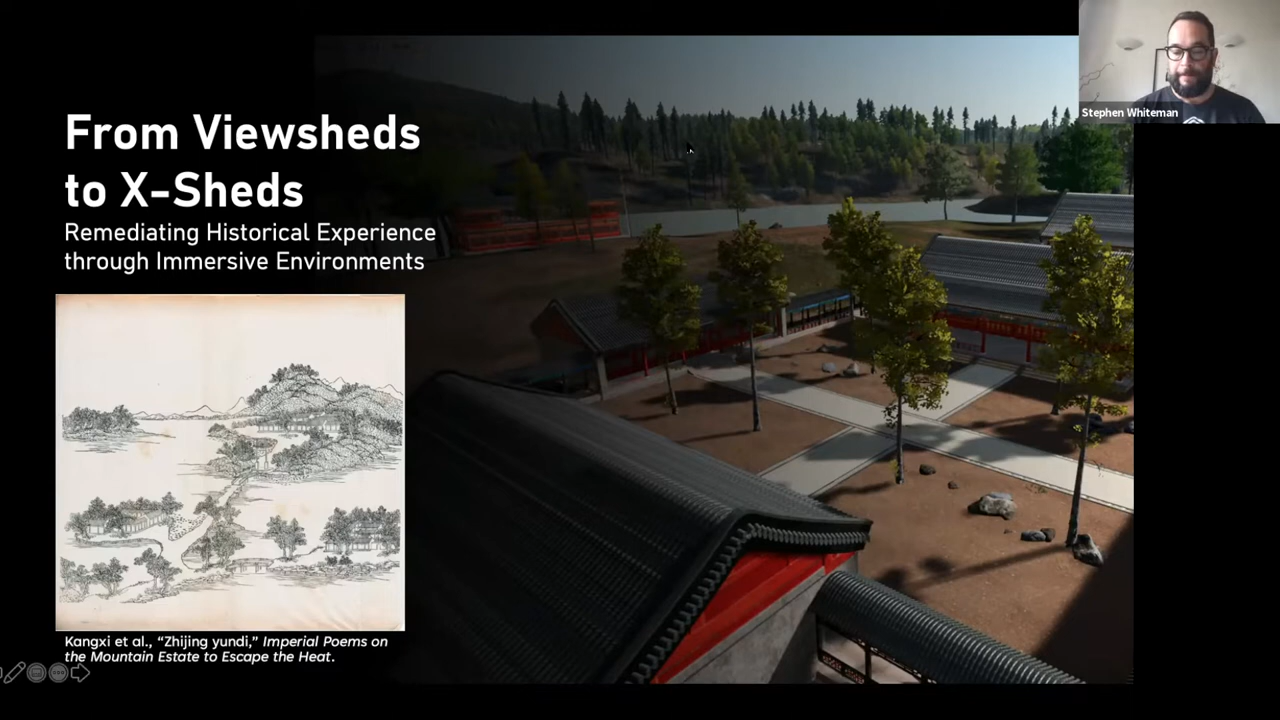 From Viewsheds
to X-Sheds
Remediating Historical Experience
through Immersive Environments
Kangxi et al., “Zhijing yundi,” Imperial Poems on
the Mountain Estate to Escape the Heat.
Stephen Whiteman